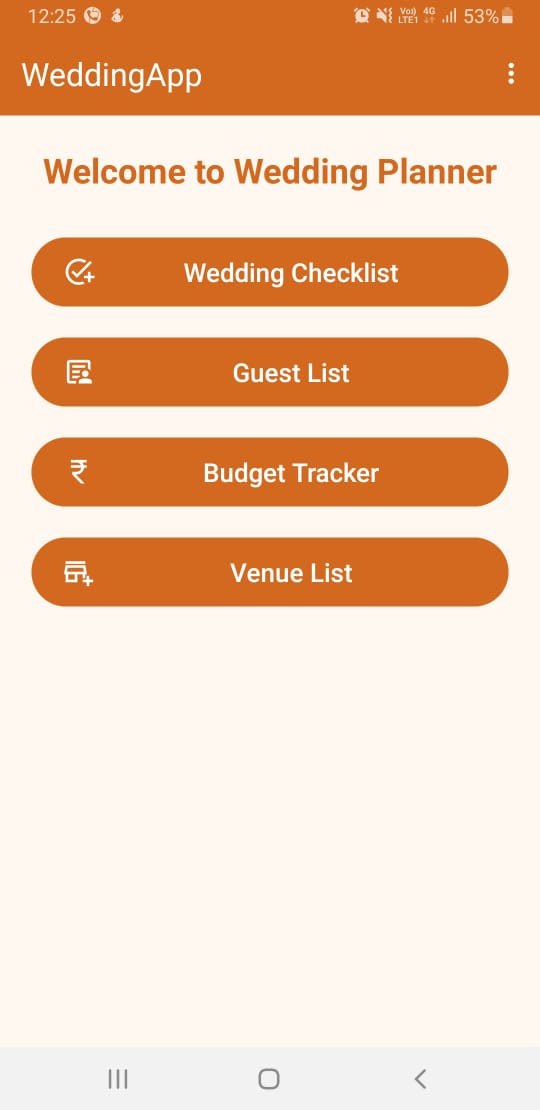 12:25 Vo)) LTE1 4G 53%
WeddingApp
Welcome to Wedding Planner
Wedding Checklist
Guest List
₹ Budget Tracker
Venue List